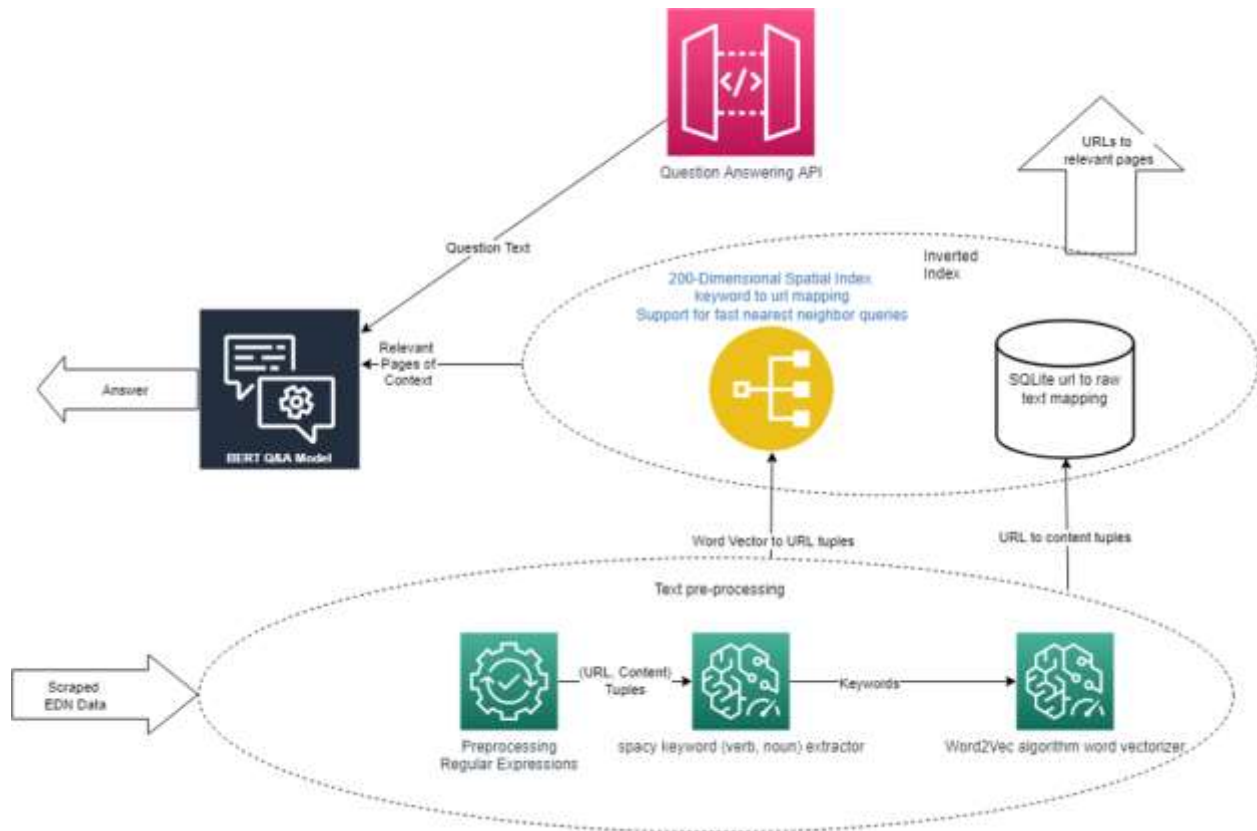 Question Answering API
URLs to
relevant pages
Question Text
Inverted
Index
200-Dimensional Spatial Index
keyword to url mapping
Support for fast nearest neighbor queries
Relevant
Pages of
Context
Answer
BERT Q&A Model
SQLite url to raw
text mapping
Word Vector to URL tuples
URL to content tuples
Text pre-processing
Scraped
EDN Data
(URL, Content)
Tuples
Keywords
Preprocessing
Regular Expressions
spacy keyword (verb, noun) extractor
Word2Vec algorithm word vectorizer